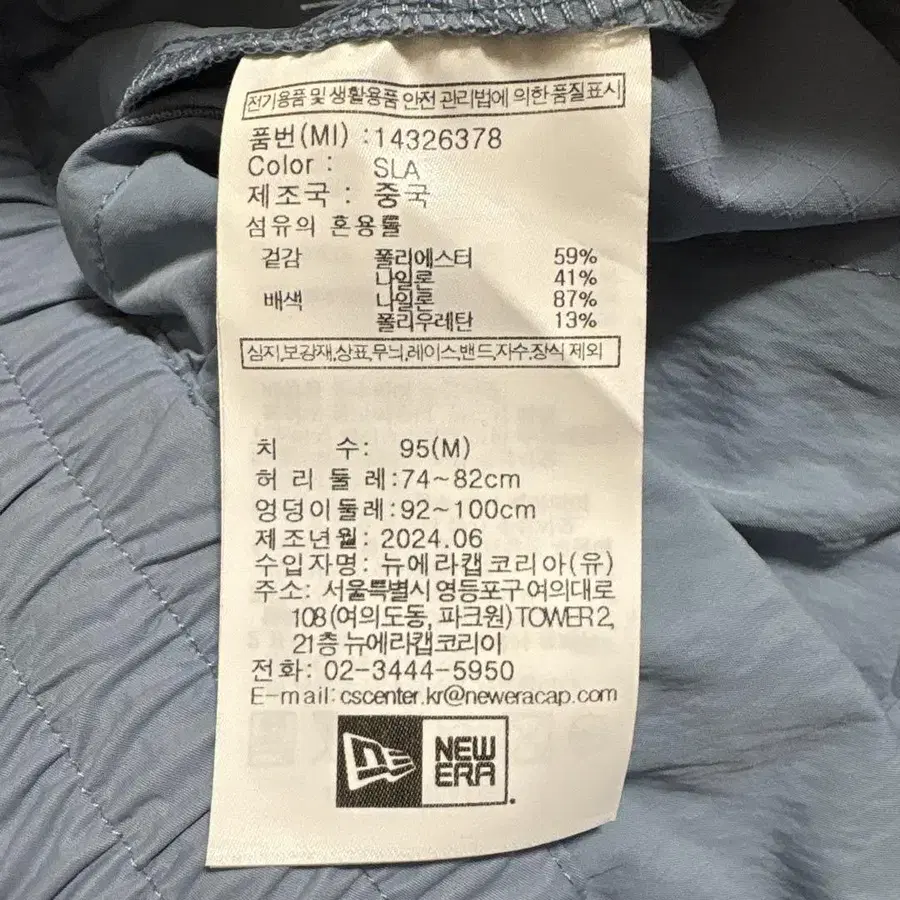 전기용품 및 생활용품 안전 관리법에 의한 품질표시
품번(MI) :14326378
Color : SLA
제조국 : 중국
섬유의 혼용률
겉감 폴리에스터 59%
나일론 41%
배색 나일론 87%
폴리우레탄 13%
심지,보강재,상표,무늬,레이스,밴드,자수,장식 제외
치 수: 95(M)
허리둘레:74~82cm
엉덩이둘레:92~100cm
제조년월: 2024.06
수입자명: 뉴에라캡코리아(유)
주소: 서울특별시 영등포구 여의대로
108 (여의도동, 파크원) TOWER 2,
21층 뉴에라캡코리아
전화: 02-3444-5950
E-mail: cscenter.kr@neweracap.com
NE NEW
ERA